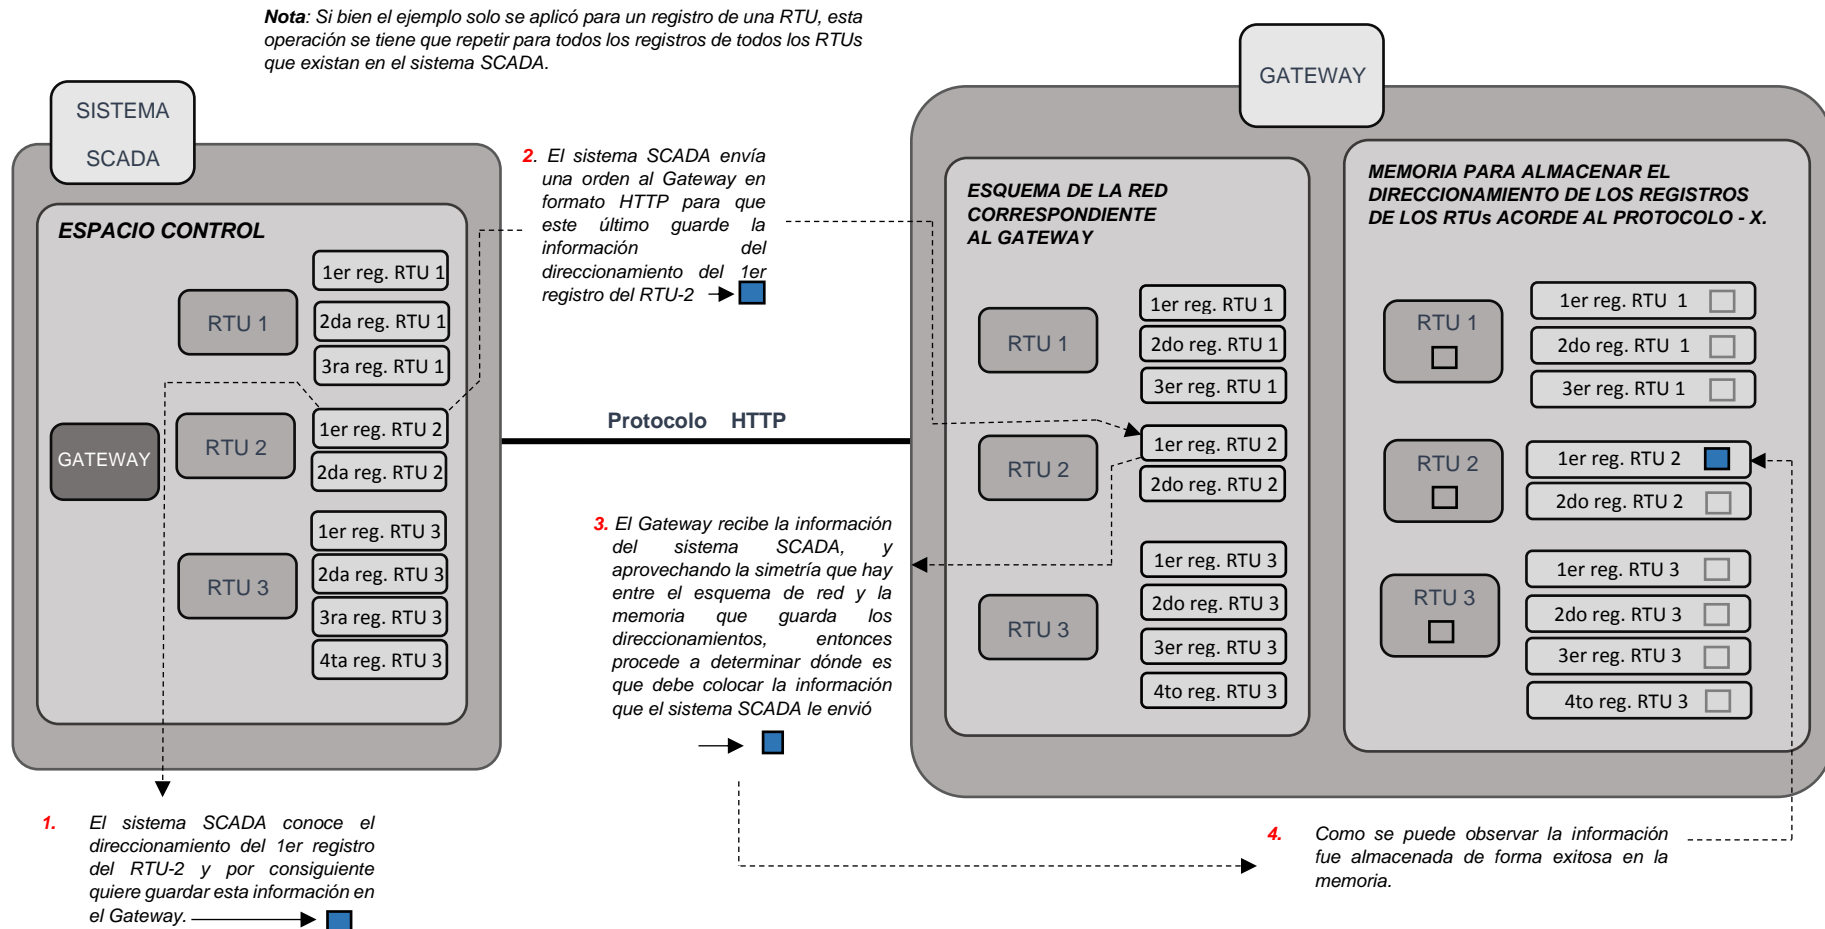 Nota: Si bien el ejemplo solo se aplicó para un registro de una RTU, esta
operación se tiene que repetir para todos los registros de todos los RTUs
que existan en el sistema SCADA.
SISTEMA
SCADA
ESPACIO CONTROL
GATEWAY
RTU 1
1er reg. RTU 1
2da reg. RTU 1
3ra reg. RTU 1
RTU 2
1er reg. RTU 2
2da reg. RTU 2
RTU 3
1er reg. RTU 3
2da reg. RTU 3
3ra reg. RTU 3
4ta reg. RTU 3
1. El sistema SCADA conoce el
direccionamiento del 1er registro
del RTU-2 y por consiguiente
quiere guardar esta información en
el Gateway.
2. El sistema SCADA envía
una orden al Gateway en
formato HTTP para que
este último guarde la
información del
direccionamiento del 1er
registro del RTU-2
Protocolo HTTP
3. El Gateway recibe la información
del sistema SCADA, y
aprovechando la simetría que hay
entre el esquema de red y la
memoria que guarda los
direccionamientos, entonces
procede a determinar dónde es
que debe colocar la información
que el sistema SCADA le envió
GATEWAY
ESQUEMA DE LA RED
CORRESPONDIENTE
AL GATEWAY
RTU 1
1er reg. RTU 1
2do reg. RTU 1
3er reg. RTU 1
RTU 2
1er reg. RTU 2
2do reg. RTU 2
RTU 3
1er reg. RTU 3
2do reg. RTU 3
3er reg. RTU 3
4to reg. RTU 3
MEMORIA PARA ALMACENAR EL
DIRECCIONAMIENTO DE LOS REGISTROS
DE LOS RTUs ACORDE AL PROTOCOLO - X.
RTU 1
1er reg. RTU 1
2do reg. RTU 1
3er reg. RTU 1
RTU 2
1er reg. RTU 2
2do reg. RTU 2
RTU 3
1er reg. RTU 3
2do reg. RTU 3
3er reg. RTU 3
4to reg. RTU 3
4. Como se puede observar la información
fue almacenada de forma exitosa en la
memoria.